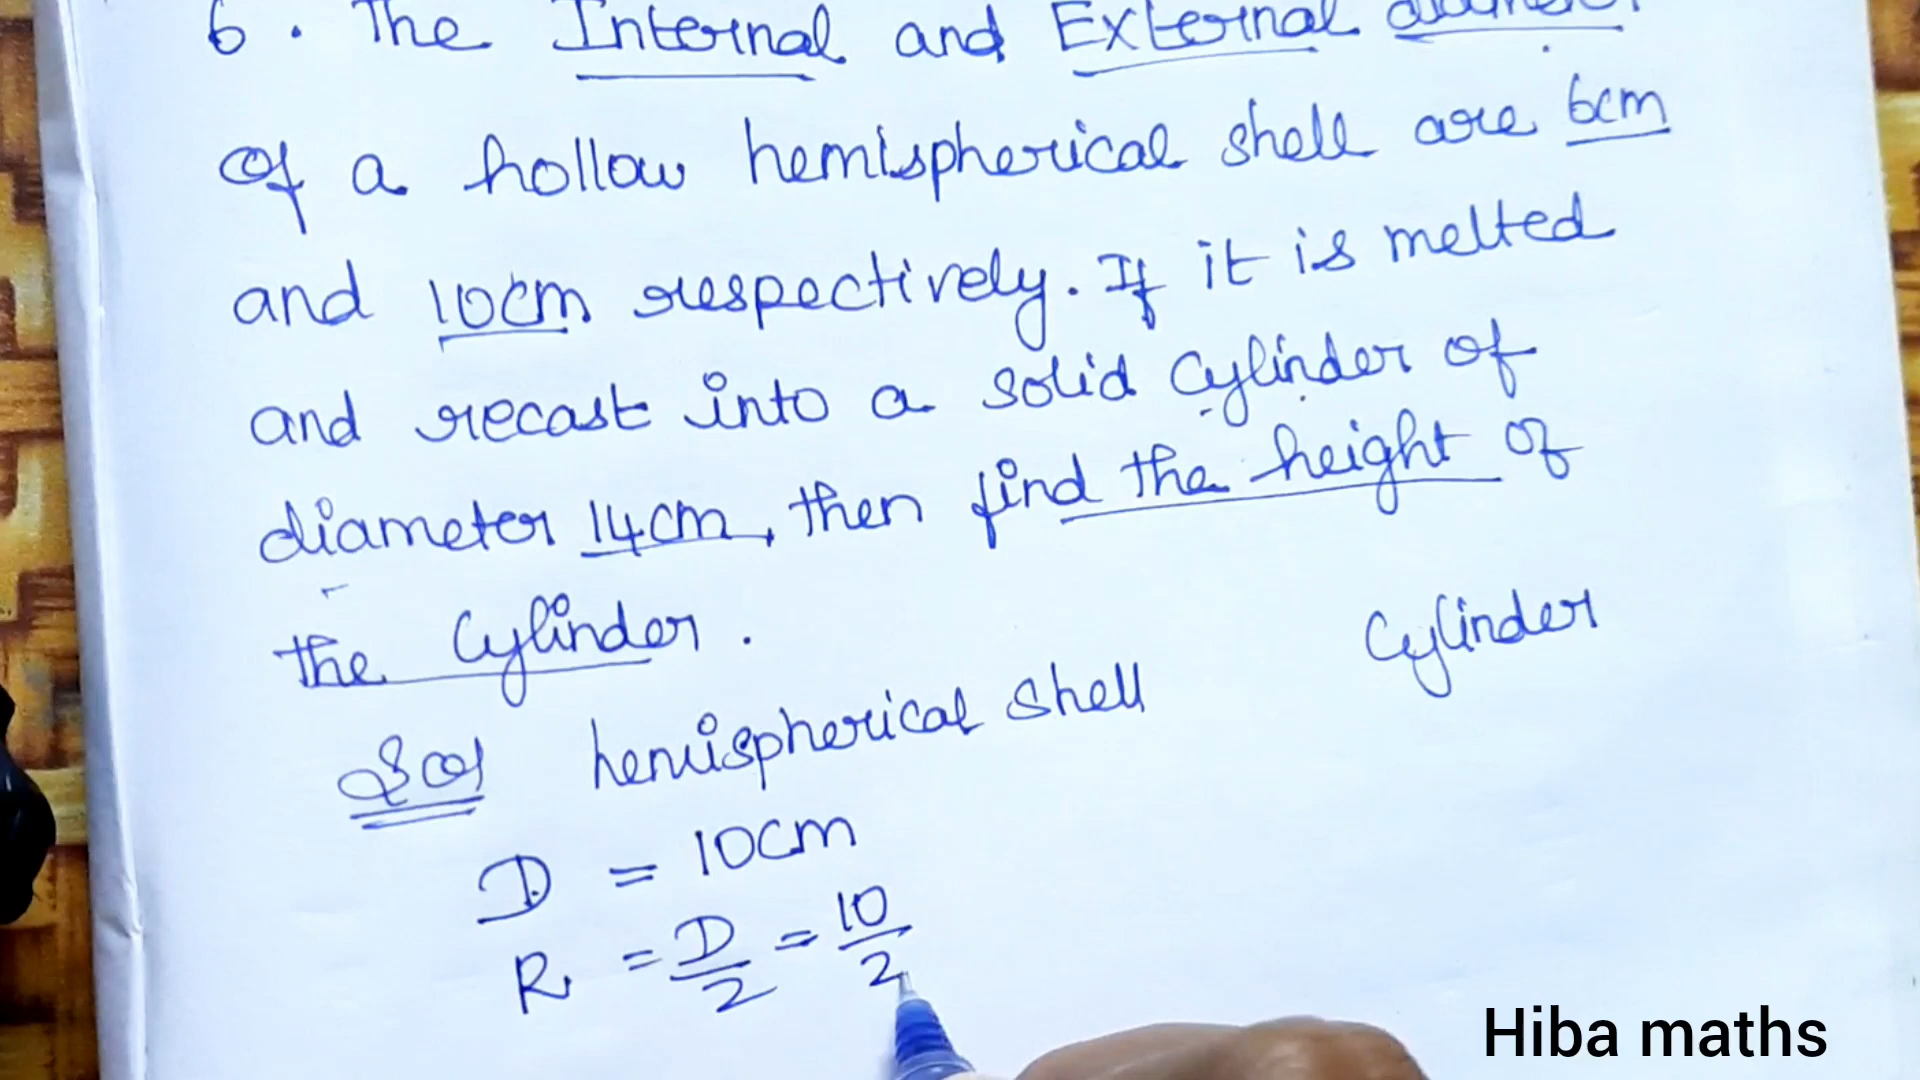 6. The Internal and External diameter
of a hollow hemispherical shell are 6cm
and 10cm respectively. If it is melted
and recast into a solid cylinder of
diameter 14cm, then find the height of
the Cylinder.
Sol hemispherical shell Cylinder
D = 10cm
R = D/2 = 10/2
Hiba maths